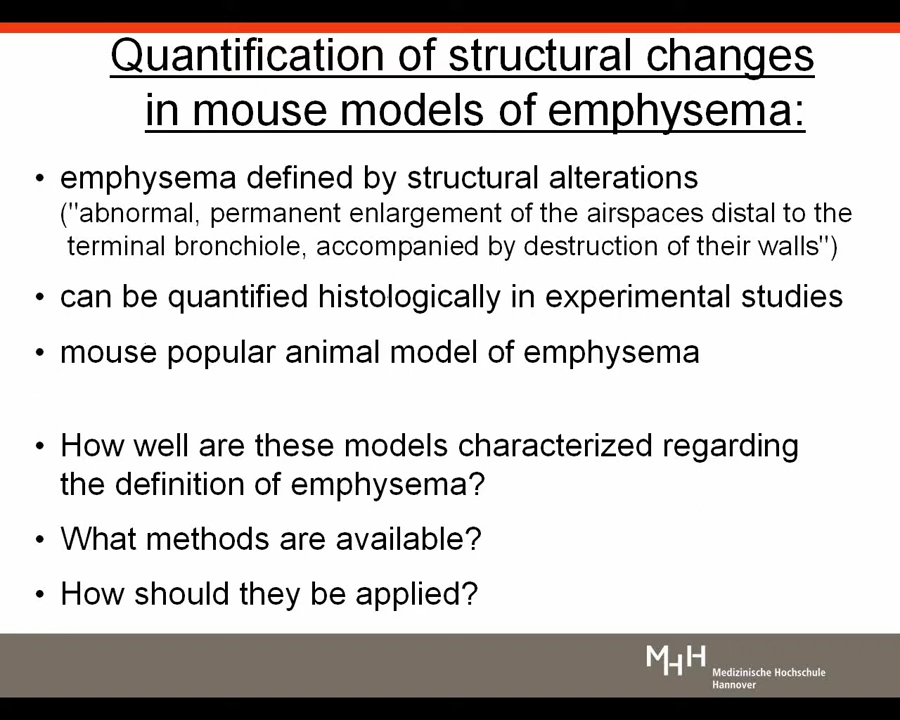 Quantification of structural changes
in mouse models of emphysema:
• emphysema defined by structural alterations
("abnormal, permanent enlargement of the airspaces distal to the
terminal bronchiole, accompanied by destruction of their walls")
• can be quantified histologically in experimental studies
• mouse popular animal model of emphysema
• How well are these models characterized regarding
the definition of emphysema?
• What methods are available?
• How should they be applied?
MHH
Medizinische Hochschule
Hannover